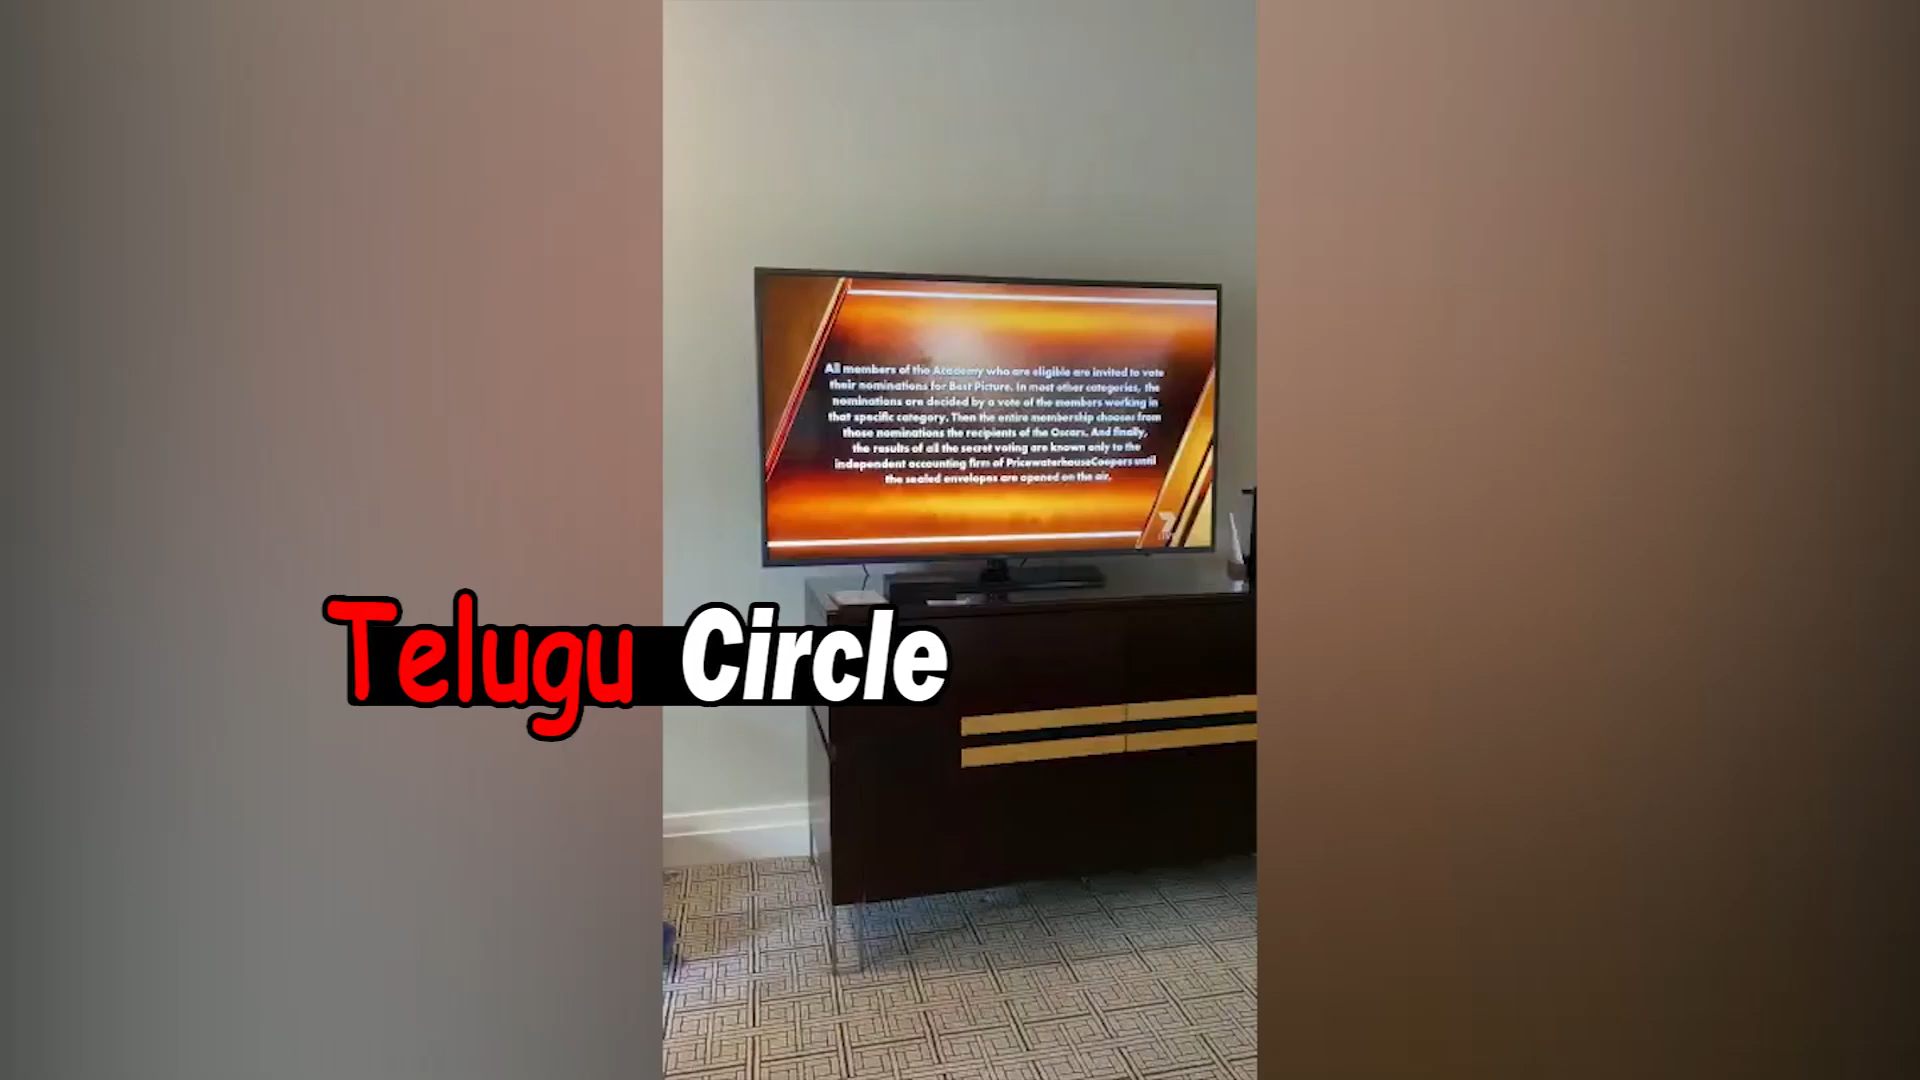 All members of the Academy who are eligible are invited to vote
their nominations for Best Picture. In most other categories, the
nominations are decided by a vote of the members working in
that specific category. Then the entire membership chooses from
those nominations the recipients of the Oscars. And finally,
the results of all the secret voting are known only to the
independent accounting firm of PricewaterhouseCoopers until
the sealed envelopes are opened on the air.
7
Telugu Circle